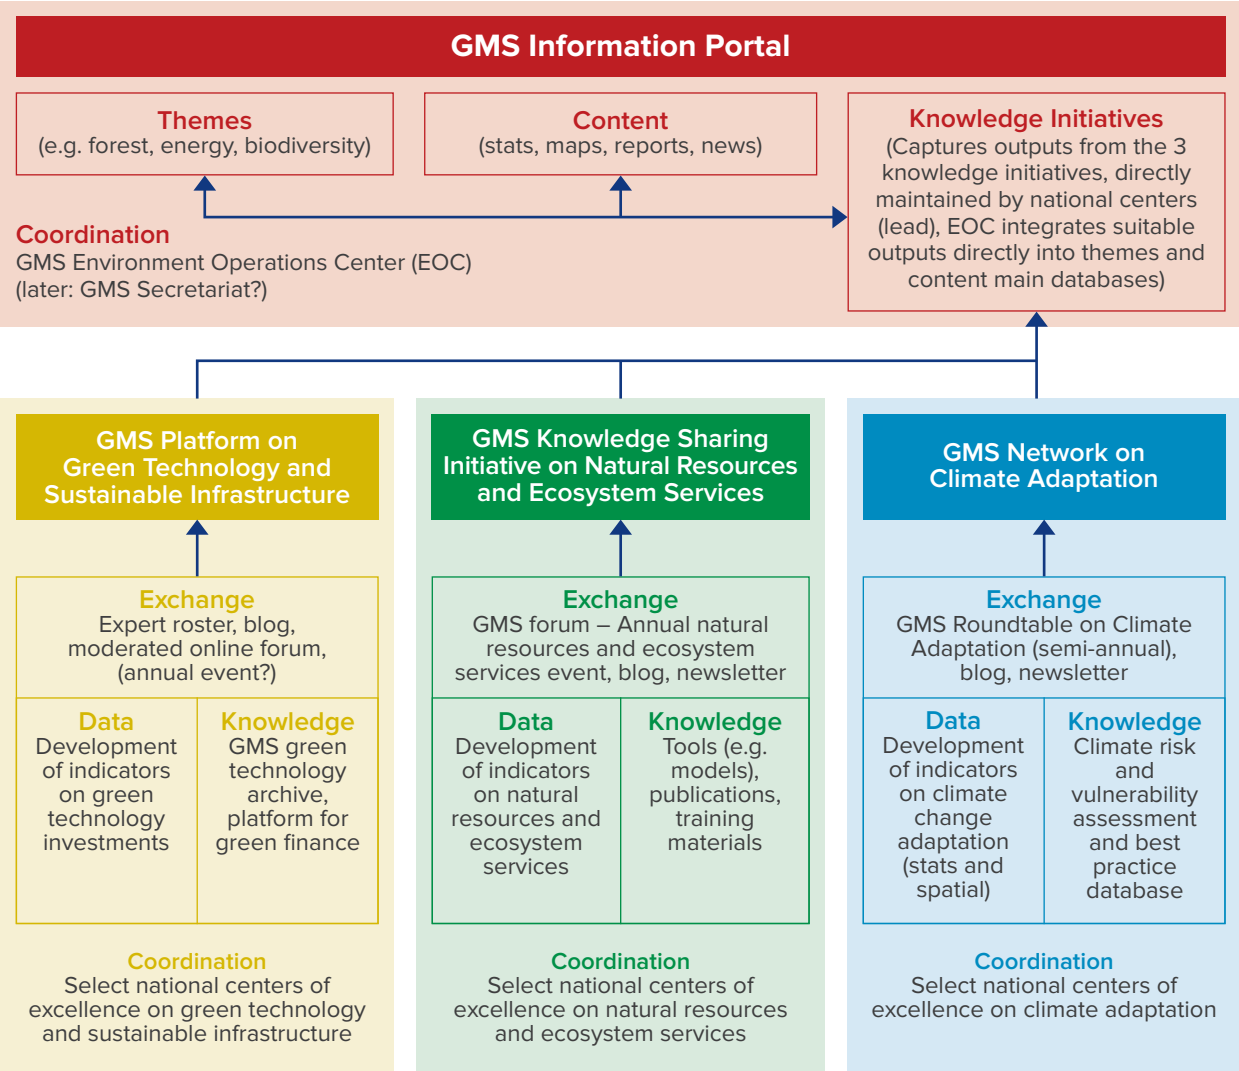 GMS Information Portal
Themes
(e.g. forest, energy, biodiversity)
Content
(stats, maps, reports, news)
Knowledge Initiatives
(Captures outputs from the 3
knowledge initiatives, directly
maintained by national centers
(lead), EOC integrates suitable
outputs directly into themes and
content main databases)
Coordination
GMS Environment Operations Center (EOC)
(later: GMS Secretariat?)
GMS Platform on
Green Technology and
Sustainable Infrastructure
Exchange
Expert roster, blog,
moderated online forum,
(annual event?)
Data
Development
of indicators
on green
technology
investments
Knowledge
GMS green
technology
archive,
platform for
green finance
Coordination
Select national centers of
excellence on green technology
and sustainable infrastructure
GMS Knowledge Sharing
Initiative on Natural Resources
and Ecosystem Services
Exchange
GMS forum – Annual natural
resources and ecosystem
services event, blog, newsletter
Data
Development
of indicators
on natural
resources and
ecosystem
services
Knowledge
Tools (e.g.
models),
publications,
training
materials
Coordination
Select national centers of
excellence on natural resources
and ecosystem services
GMS Network on
Climate Adaptation
Exchange
GMS Roundtable on Climate
Adaptation (semi-annual),
blog, newsletter
Data
Development
of indicators
on climate
change
adaptation
(stats and
spatial)
Knowledge
Climate risk
and
vulnerability
assessment
and best
practice
database
Coordination
Select national centers of
excellence on climate adaptation